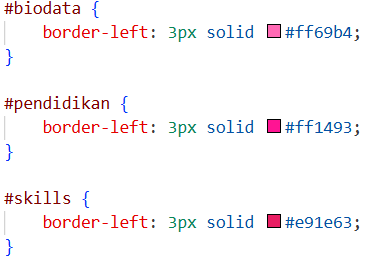 #biodata {
    border-left: 3px solid #ff69b4;
}

#pendidikan {
    border-left: 3px solid #ff1493;
}

#skills {
    border-left: 3px solid #e91e63;
}